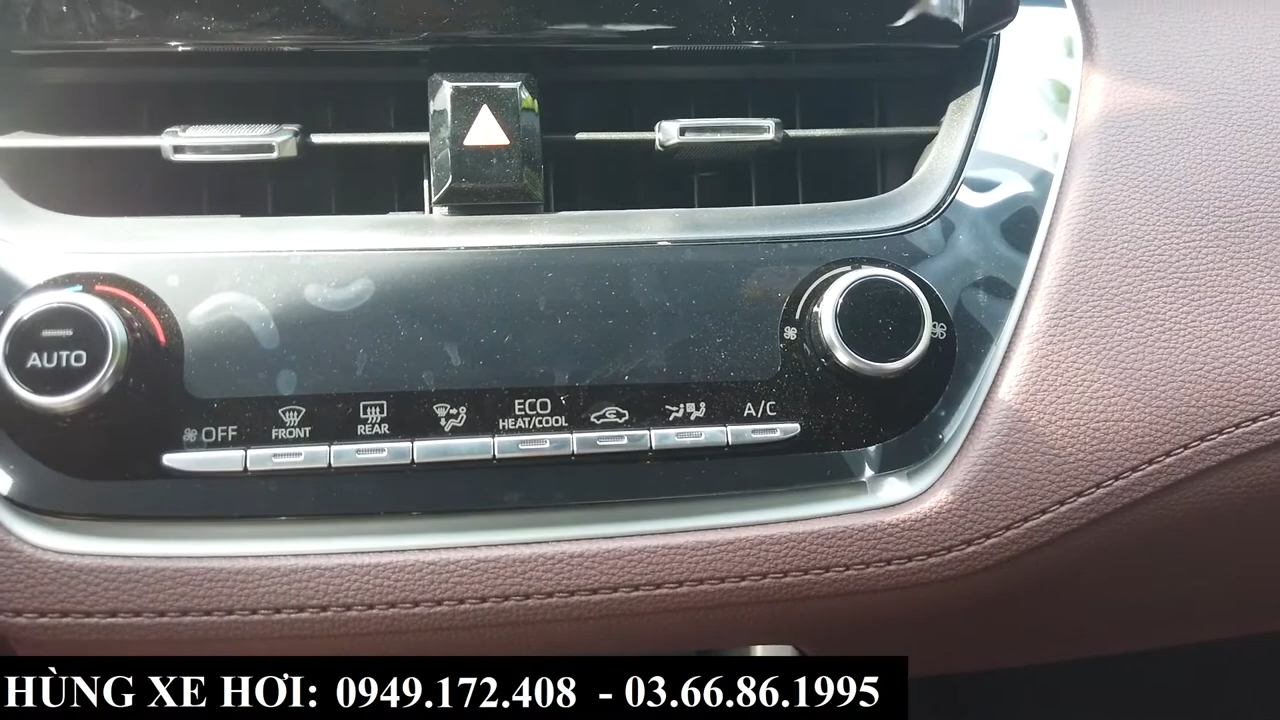 AUTO
OFF
FRONT
REAR
ECO
HEAT/COOL
A/C
HÙNG XE HƠI: 0949.172.408 - 03.66.86.1995